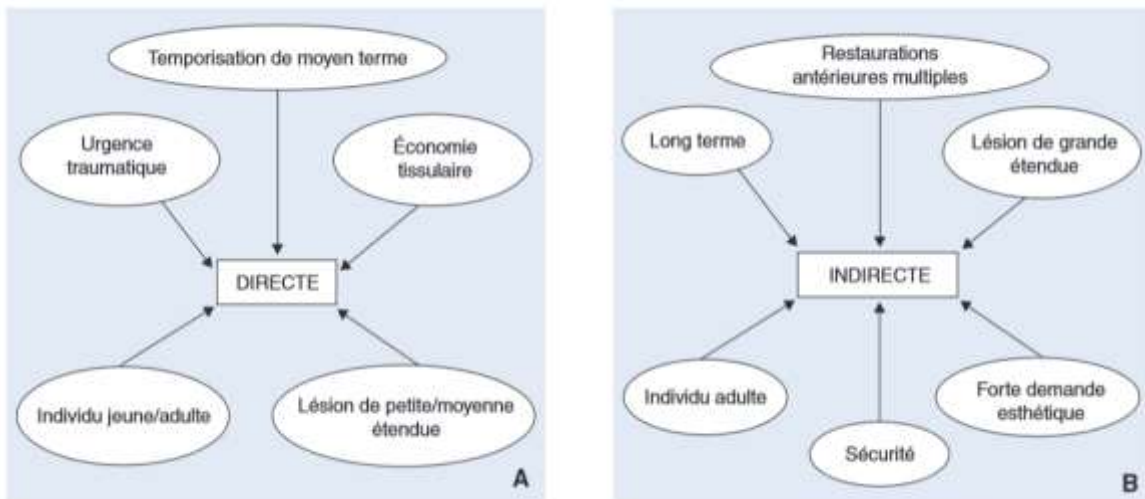 Temporisation de moyen terme
Urgence
traumatique
Économie
tissulaire
DIRECTE
Individu jeune/adulte
Lésion de petite/moyenne
étendue
A
Restaurations
antérieures multiples
Long terme
Lésion de grande
étendue
INDIRECTE
Individu adulte
Forte demande
esthétique
Sécurité
B